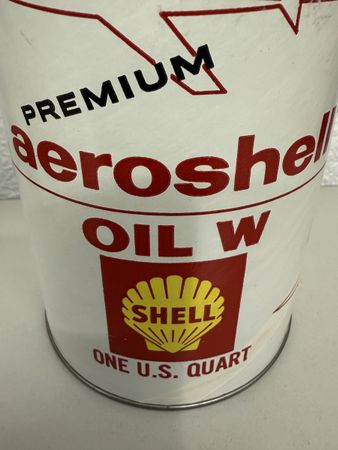 PREMIUM
aeroshell
OIL W
SHELL
ONE U.S. QUART